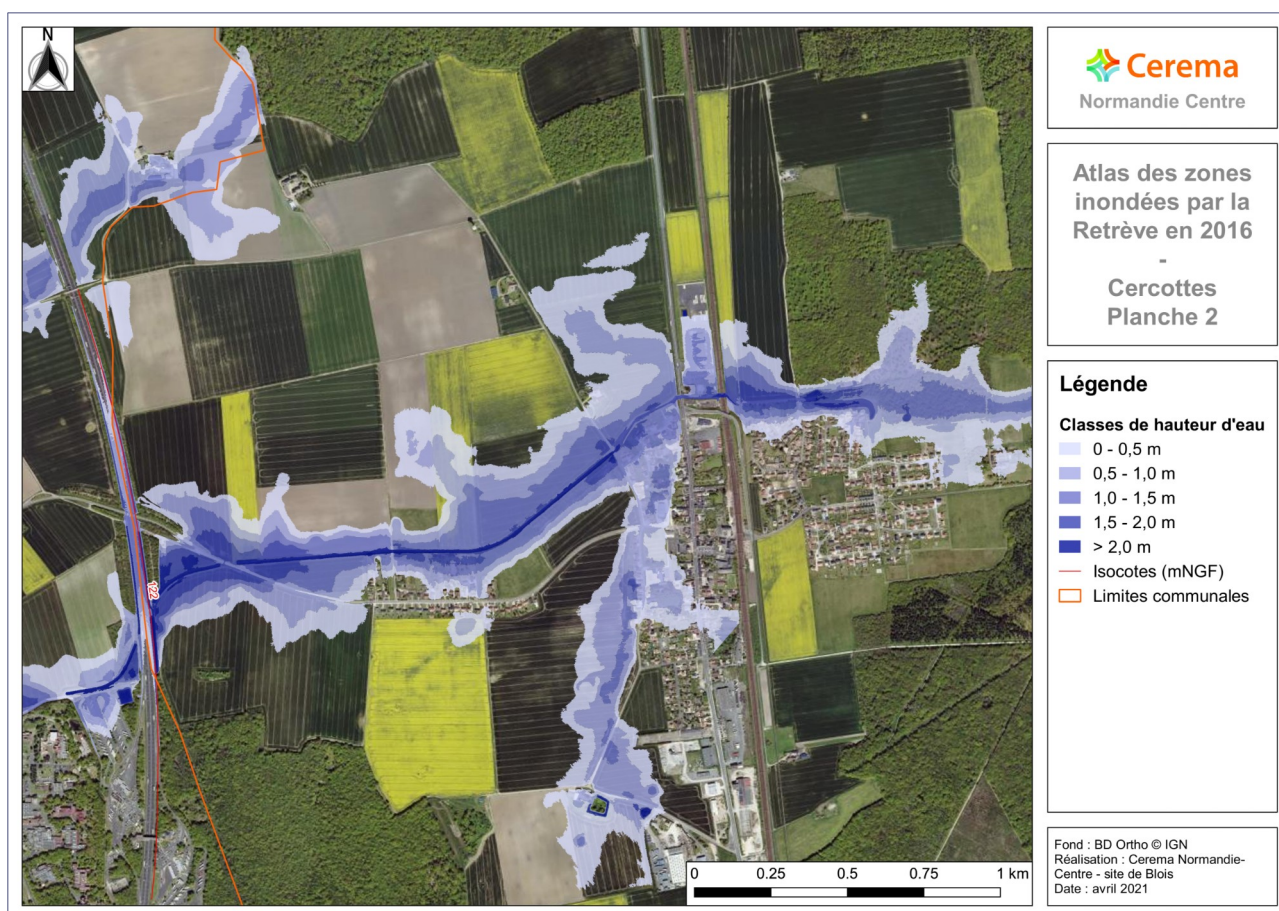 N
122
0 0.25 0.5 0.75 1 km
Cerema
Normandie Centre
Atlas des zones
inondées par la
Retrève en 2016
-
Cercottes
Planche 2
Légende
Classes de hauteur d'eau
0 - 0,5 m
0,5 - 1,0 m
1,0 - 1,5 m
1,5 - 2,0 m
> 2,0 m
Isocotes (mNGF)
Limites communales
Fond : BD Ortho © IGN
Réalisation : Cerema Normandie-
Centre - site de Blois
Date : avril 2021